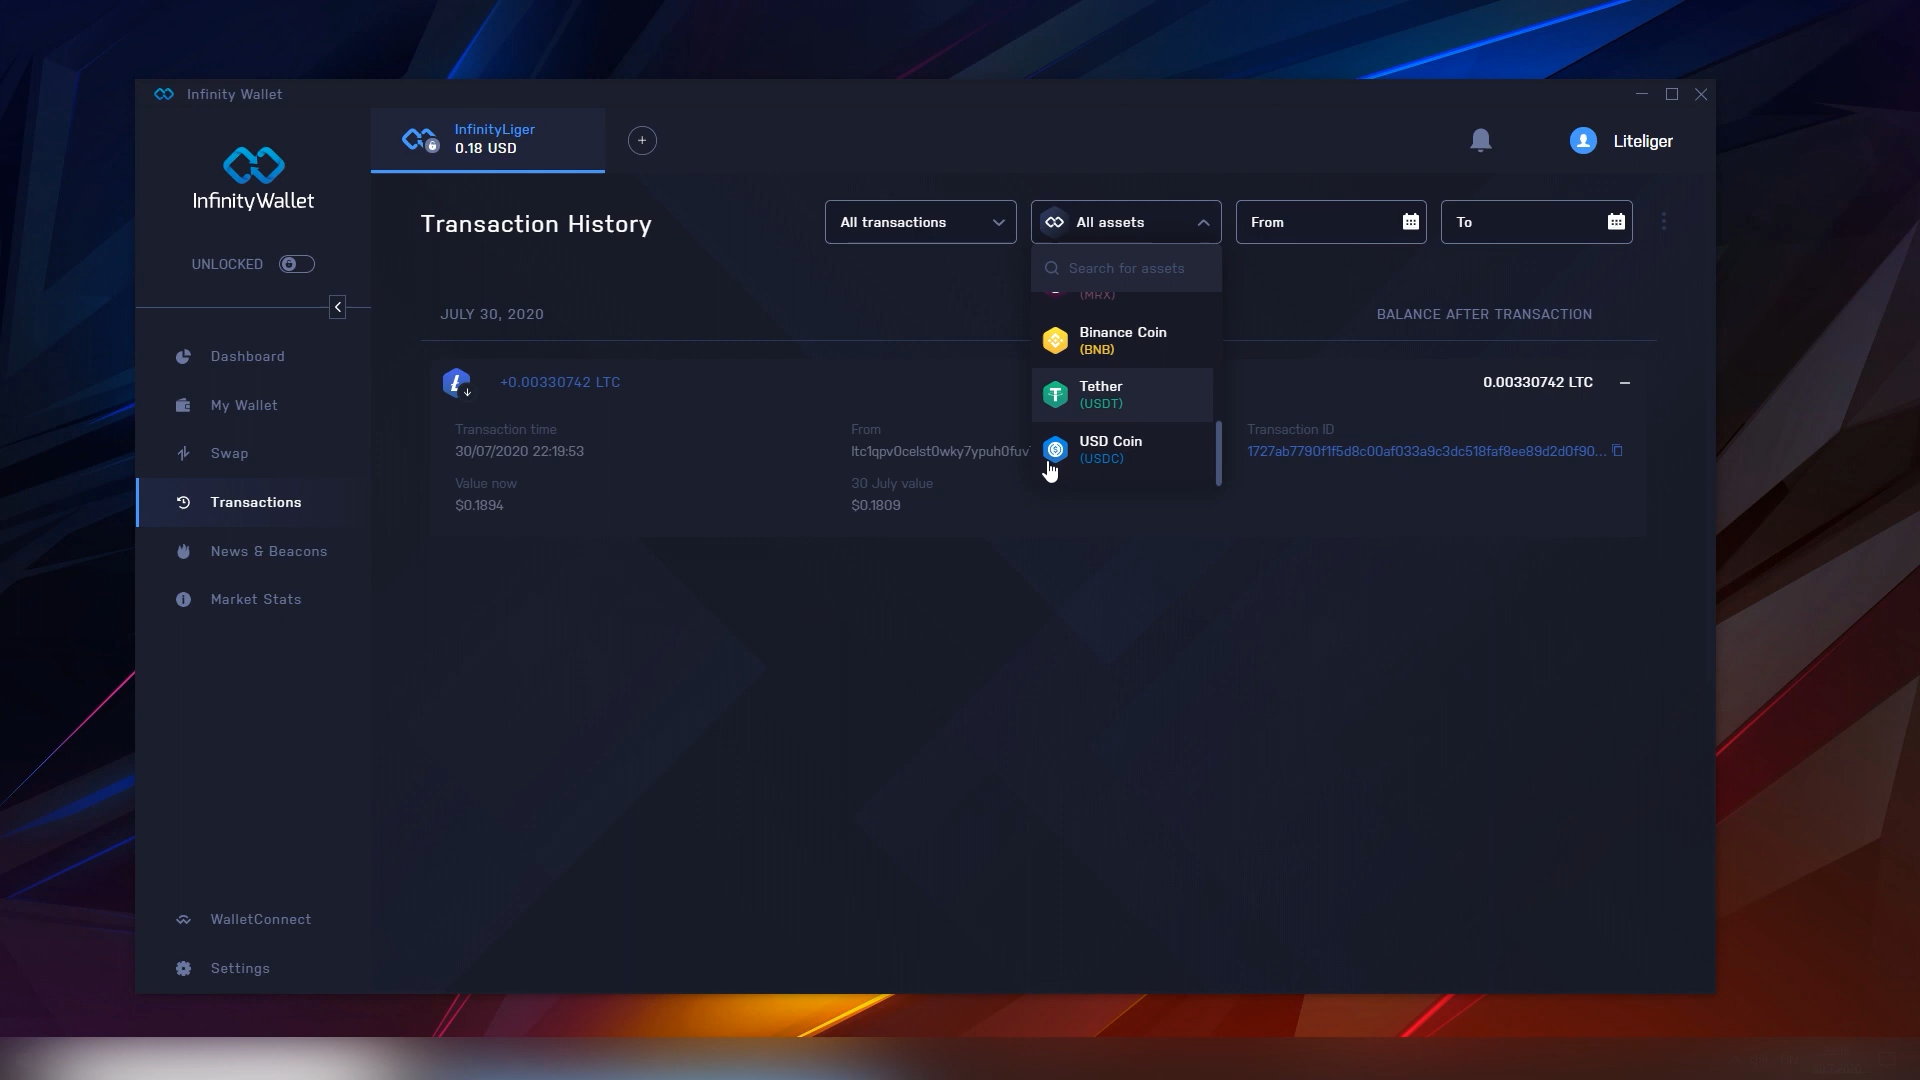 Infinity Wallet
InfinityWallet
UNLOCKED
Dashboard
My Wallet
Swap
Transactions
News & Beacons
Market Stats
WalletConnect
Settings
InfinityLiger
0.18 USD
+
Liteliger
Transaction History
All transactions
All assets
From
To
Search for assets
(MRX)
Binance Coin
(BNB)
Tether
(USDT)
USD Coin
(USDC)
JULY 30, 2020
BALANCE AFTER TRANSACTION
+0.00330742 LTC
0.00330742 LTC
Transaction time
30/07/2020 22:19:53
From
ltc1qpv0celst0wky7ypuh0fuv
Transaction ID
1727ab7790f1f5d8c00af033a9c3dc518faf8ee89d2d0f90...
Value now
$0.1894
30 July value
$0.1809